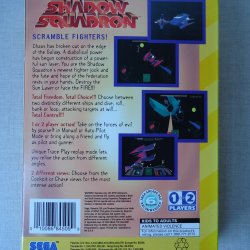 SHADOW
SQUADRON
SCRAMBLE FIGHTERS!
Chaos has broken out on the edge
of the Galaxy. A diabolical power
has begun construction of a power-
ful sun laser. You are the Shadow
Squadron's newest fighter jock and
the fate and hope of the Federation
rests in your hands. Destroy the
Sun Laser or face the FIRE!!!
Total Freedom, Total Choice!!! Choose between
two distinctly different ships and dive, roll,
bank or loop, attacking targets at will...
Total Control!!!
1 or 2 player action! Take on the forces of evil
by yourself in Manual or Auto Pilot
Mode or bring along a friend and fly
as pilot and gunner.
Unique Trace Play replay mode lets
you relive the action from different
angles.
2 different views: Choose from the
Cockpit or Chase views for the most
intense action!
1 2
PLAYERS
KIDS TO ADULTS
ANIMATED VIOLENCE
SEGA